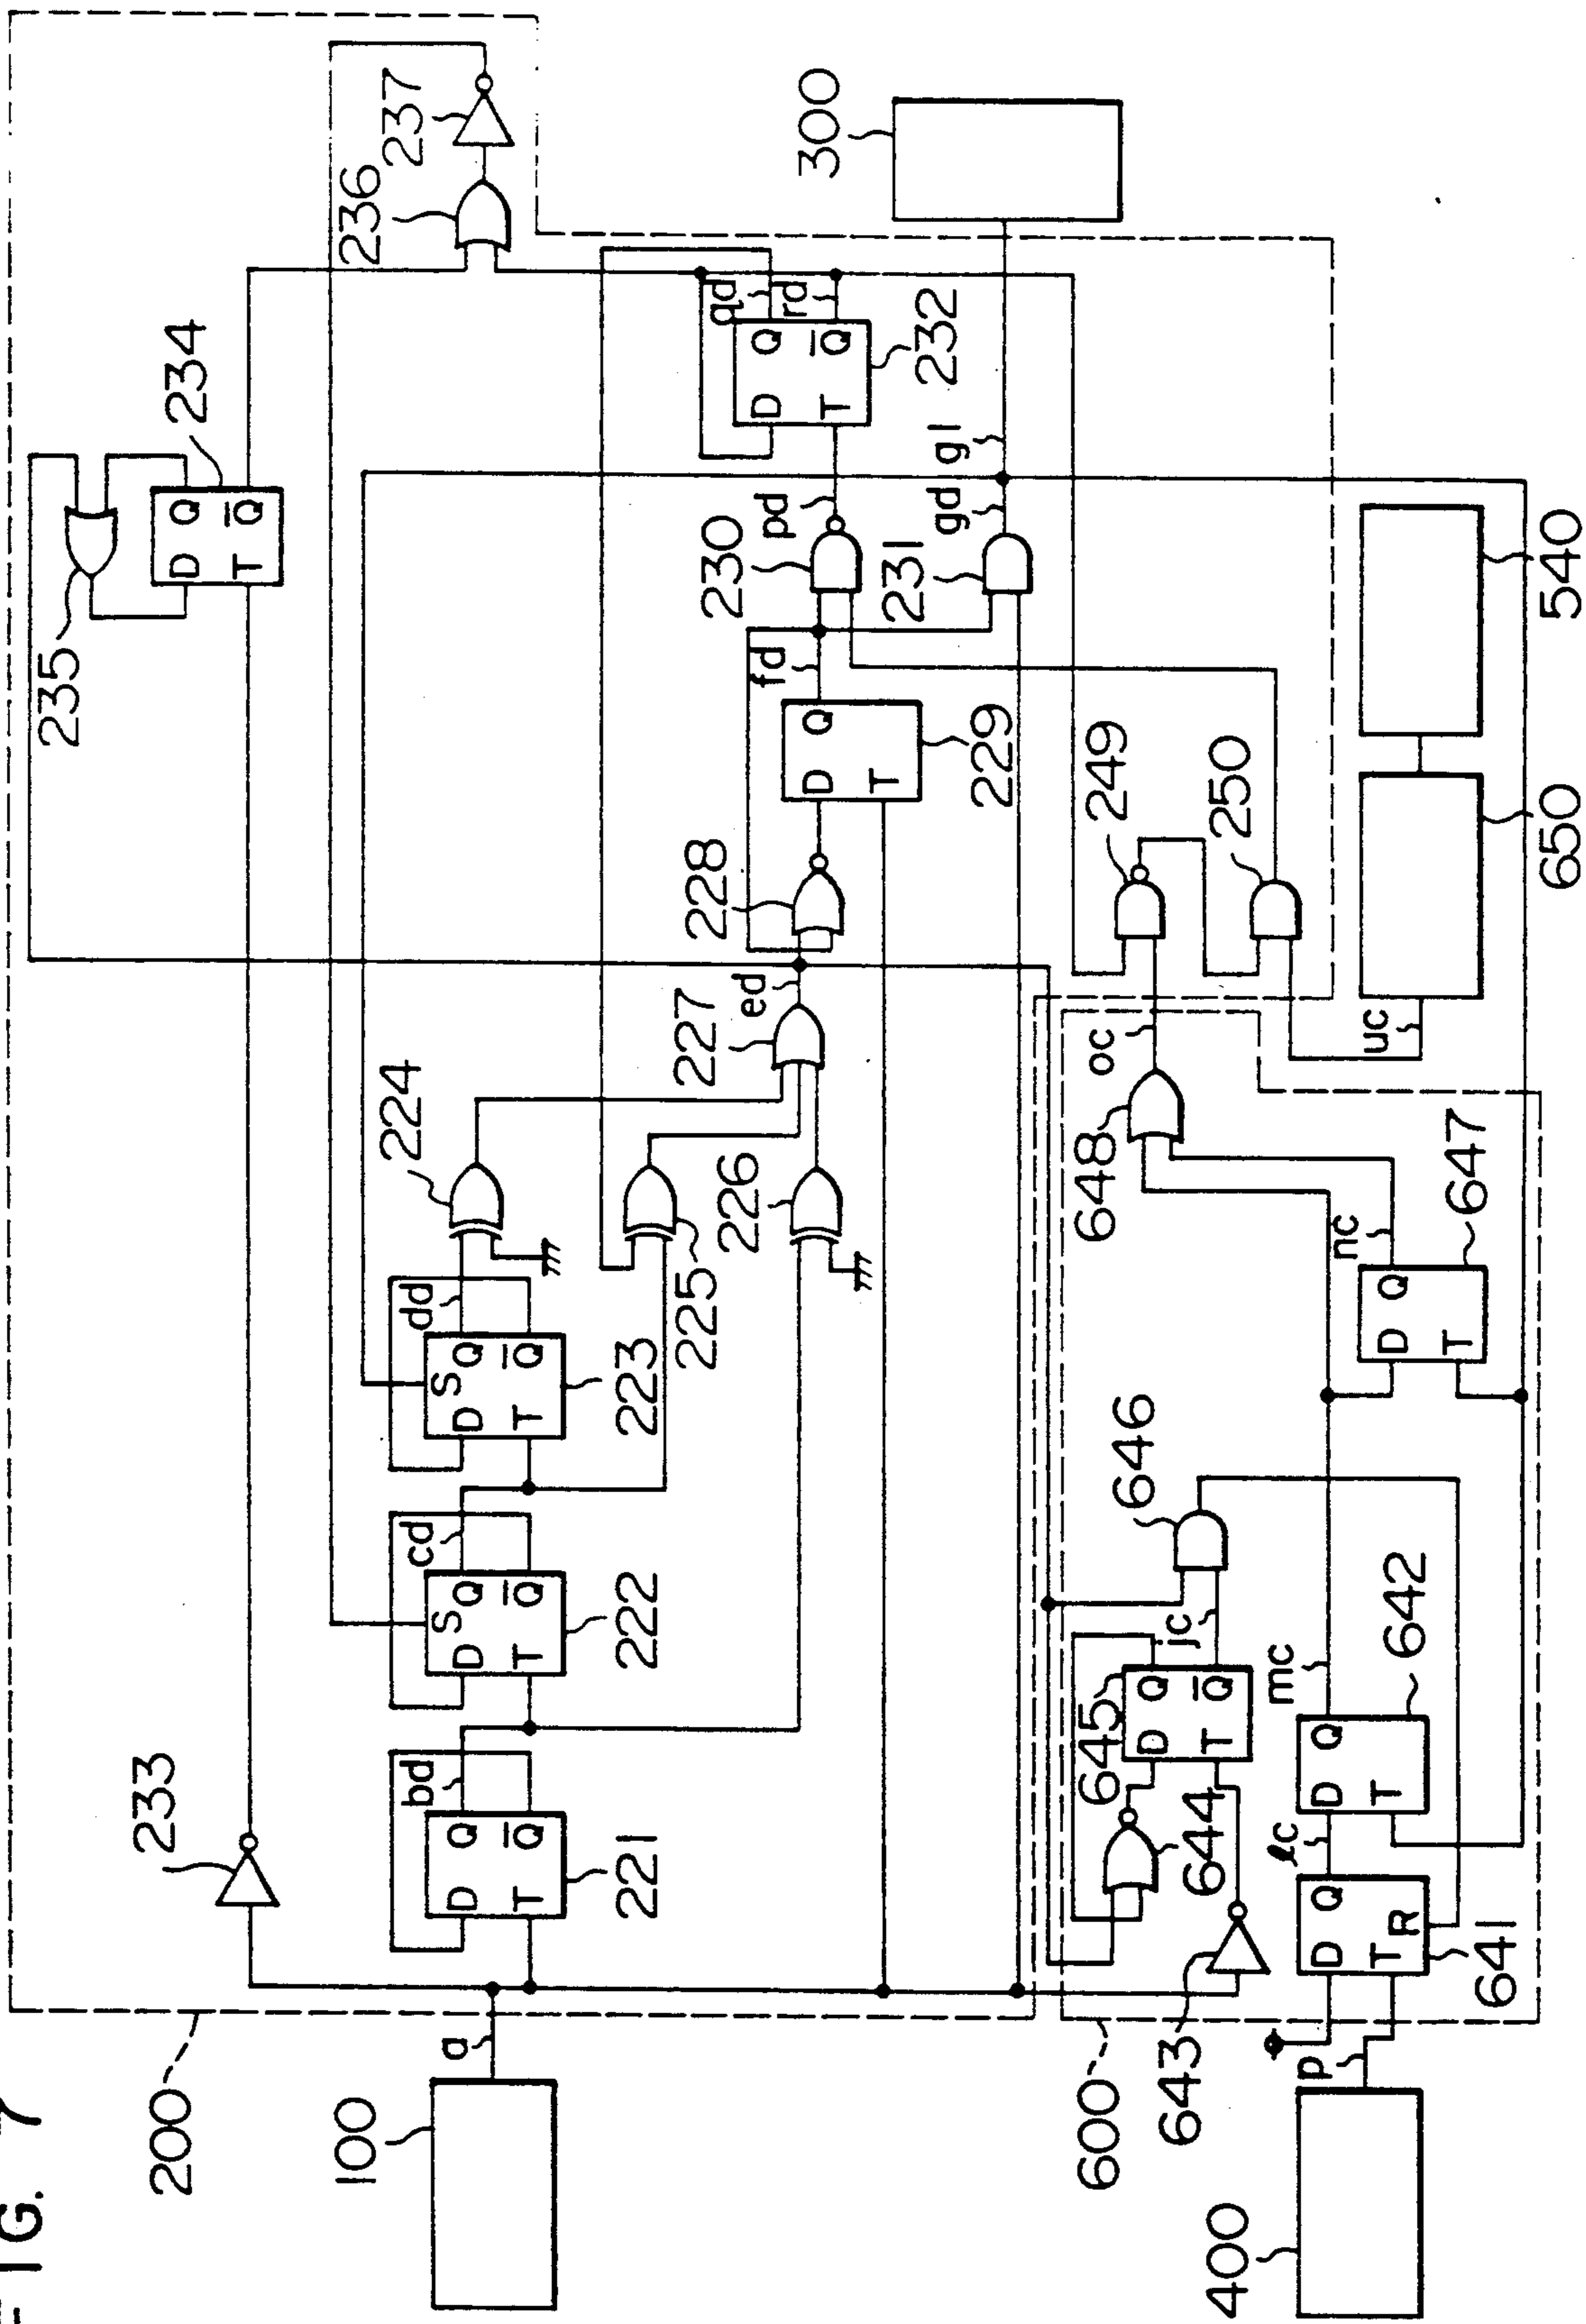 FIG. 7
200
233
235
234
D Q
T Q̅
236
237
100
a
221
D Q
T Q̅
bd
222
S
D Q
T Q̅
cd
223
S
D Q
T Q̅
dd
224
225
226
227
ed
228
229
D Q
T
fd
230
pd
231
gd
g1
232
D Q
T Q̅
qd
rd
300
249
250
600
643
644
645
D Q
T Q̅
jc
646
400
p
641
D Q
T
R
ℓc
642
D Q
T
mc
647
D Q
T
nc
648
oc
uc
650
540